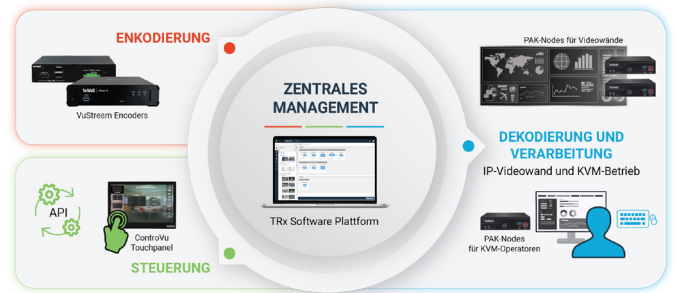 ENKODIERUNG
VuStream Encoders
API
ControVu
Touchpanel
STEUERUNG
ZENTRALES
MANAGEMENT
TRx Software Plattform
PAK-Nodes für Videowände
DEKODIERUNG UND
VERARBEITUNG
IP-Videowand und KVM-Betrieb
PAK-Nodes
für KVM-Operatoren